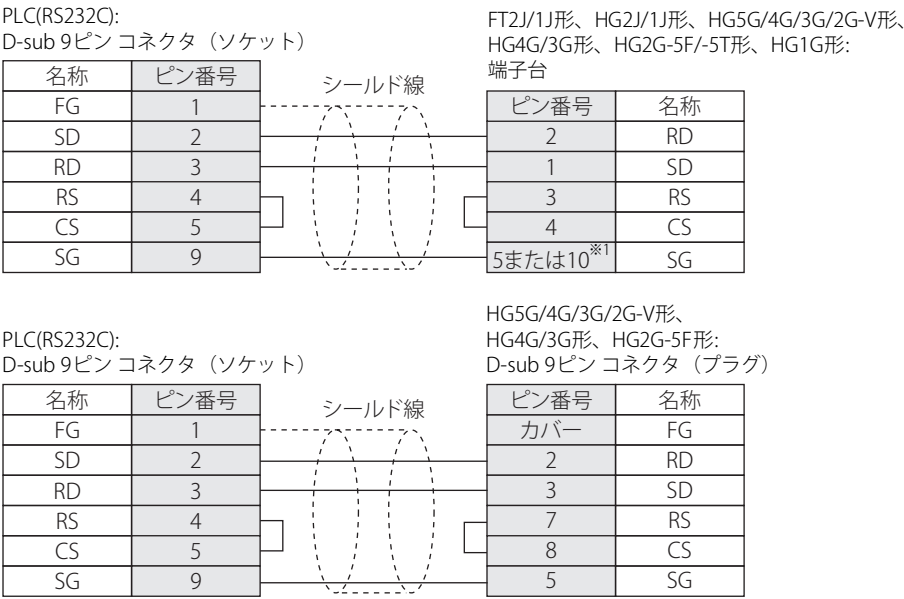 PLC(RS232C):
D-sub 9ピン コネクタ（ソケット）
名称 ピン番号
FG 1
SD 2
RD 3
RS 4
CS 5
SG 9
シールド線
FT2J/1J形、HG2J/1J形、HG5G/4G/3G/2G-V形、
HG4G/3G形、HG2G-5F/-5T形、HG1G形:
端子台
ピン番号 名称
2 RD
1 SD
3 RS
4 CS
5または10※1 SG
PLC(RS232C):
D-sub 9ピン コネクタ（ソケット）
名称 ピン番号
FG 1
SD 2
RD 3
RS 4
CS 5
SG 9
シールド線
HG5G/4G/3G/2G-V形、
HG4G/3G形、HG2G-5F形:
D-sub 9ピン コネクタ（プラグ）
ピン番号 名称
カバー FG
2 RD
3 SD
7 RS
8 CS
5 SG